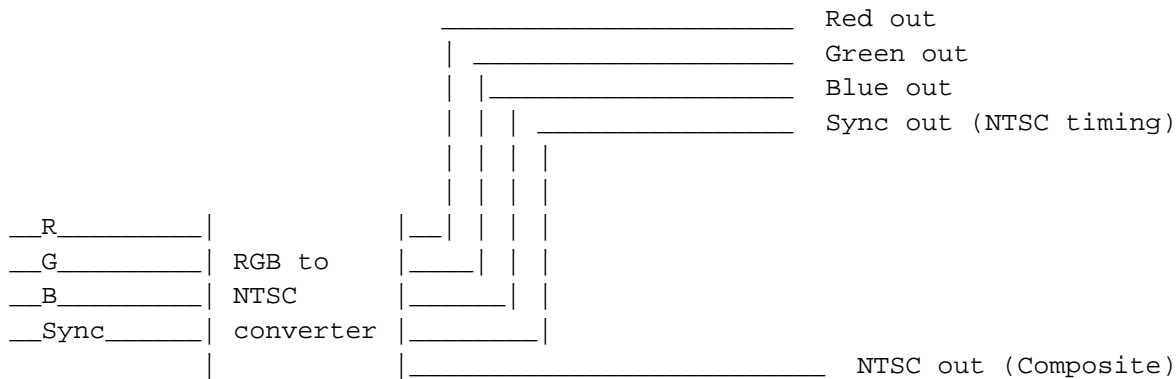 Red out
Green out
Blue out
Sync out (NTSC timing)
R
G RGB to
B NTSC
Sync converter
NTSC out (Composite)